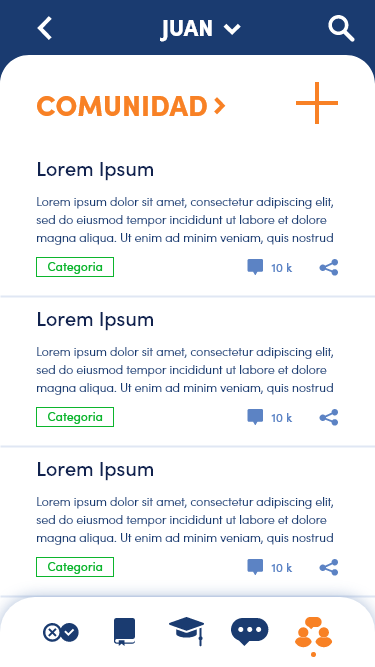 JUAN
COMUNIDAD
Lorem Ipsum
Lorem ipsum dolor sit amet, consectetur adipiscing elit,
sed do eiusmod tempor incididunt ut labore et dolore
magna aliqua. Ut enim ad minim veniam, quis nostrud
Categoria 10 k
Lorem Ipsum
Lorem ipsum dolor sit amet, consectetur adipiscing elit,
sed do eiusmod tempor incididunt ut labore et dolore
magna aliqua. Ut enim ad minim veniam, quis nostrud
Categoria 10 k
Lorem Ipsum
Lorem ipsum dolor sit amet, consectetur adipiscing elit,
sed do eiusmod tempor incididunt ut labore et dolore
magna aliqua. Ut enim ad minim veniam, quis nostrud
Categoria 10 k